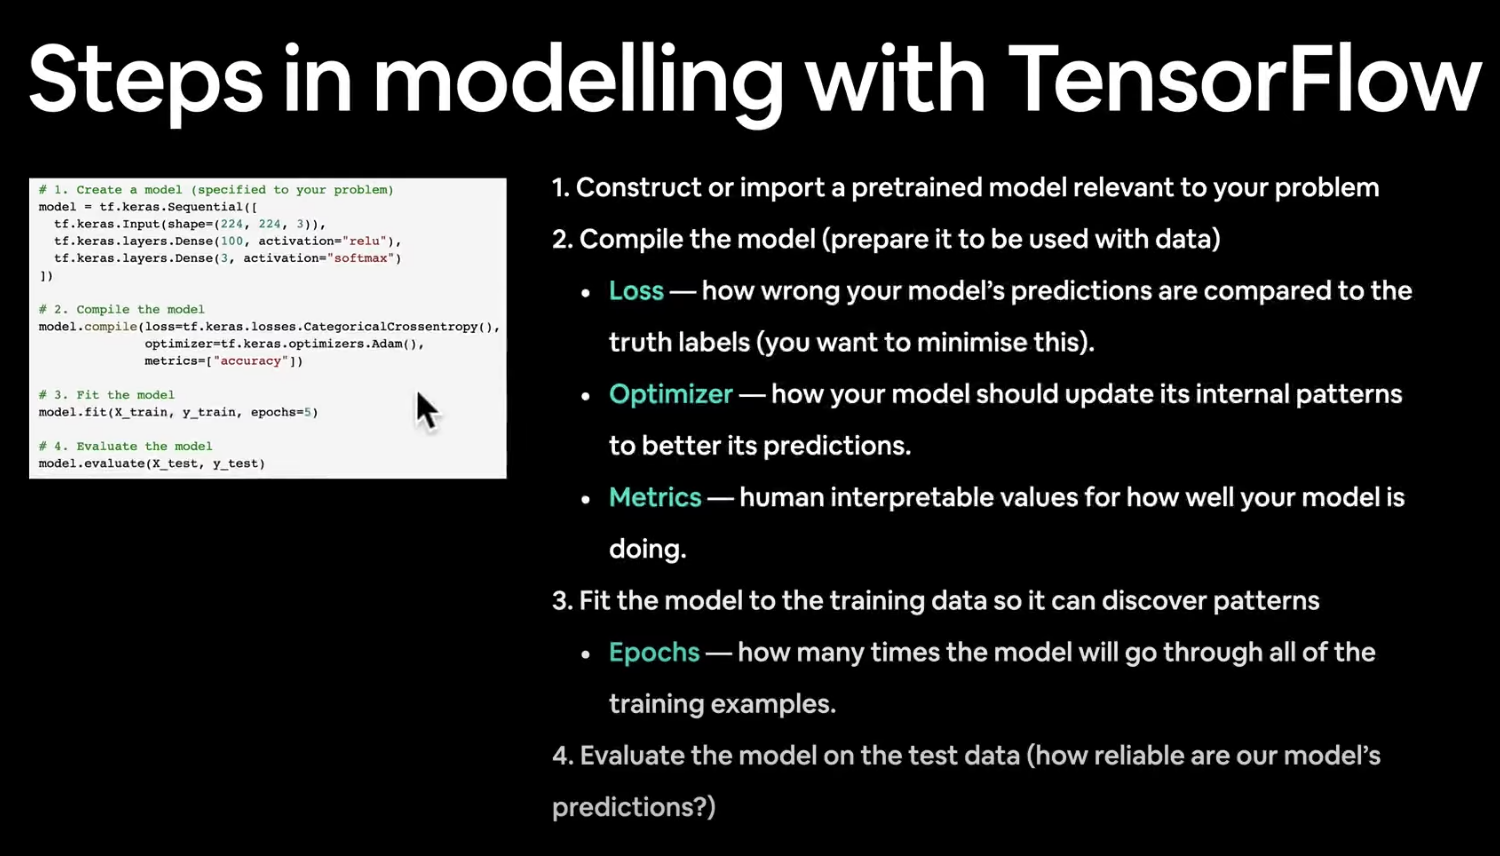 Steps in modelling with TensorFlow
# 1. Create a model (specified to your problem)
model = tf.keras.Sequential([
  tf.keras.Input(shape=(224, 224, 3)),
  tf.keras.layers.Dense(100, activation="relu"),
  tf.keras.layers.Dense(3, activation="softmax")
])
# 2. Compile the model
model.compile(loss=tf.keras.losses.CategoricalCrossentropy(),
              optimizer=tf.keras.optimizers.Adam(),
              metrics=["accuracy"])
# 3. Fit the model
model.fit(X_train, y_train, epochs=5)
# 4. Evaluate the model
model.evaluate(X_test, y_test)
1. Construct or import a pretrained model relevant to your problem
2. Compile the model (prepare it to be used with data)
• Loss — how wrong your model’s predictions are compared to the
truth labels (you want to minimise this).
• Optimizer — how your model should update its internal patterns
to better its predictions.
• Metrics — human interpretable values for how well your model is
doing.
3. Fit the model to the training data so it can discover patterns
• Epochs — how many times the model will go through all of the
training examples.
4. Evaluate the model on the test data (how reliable are our model’s
predictions?)